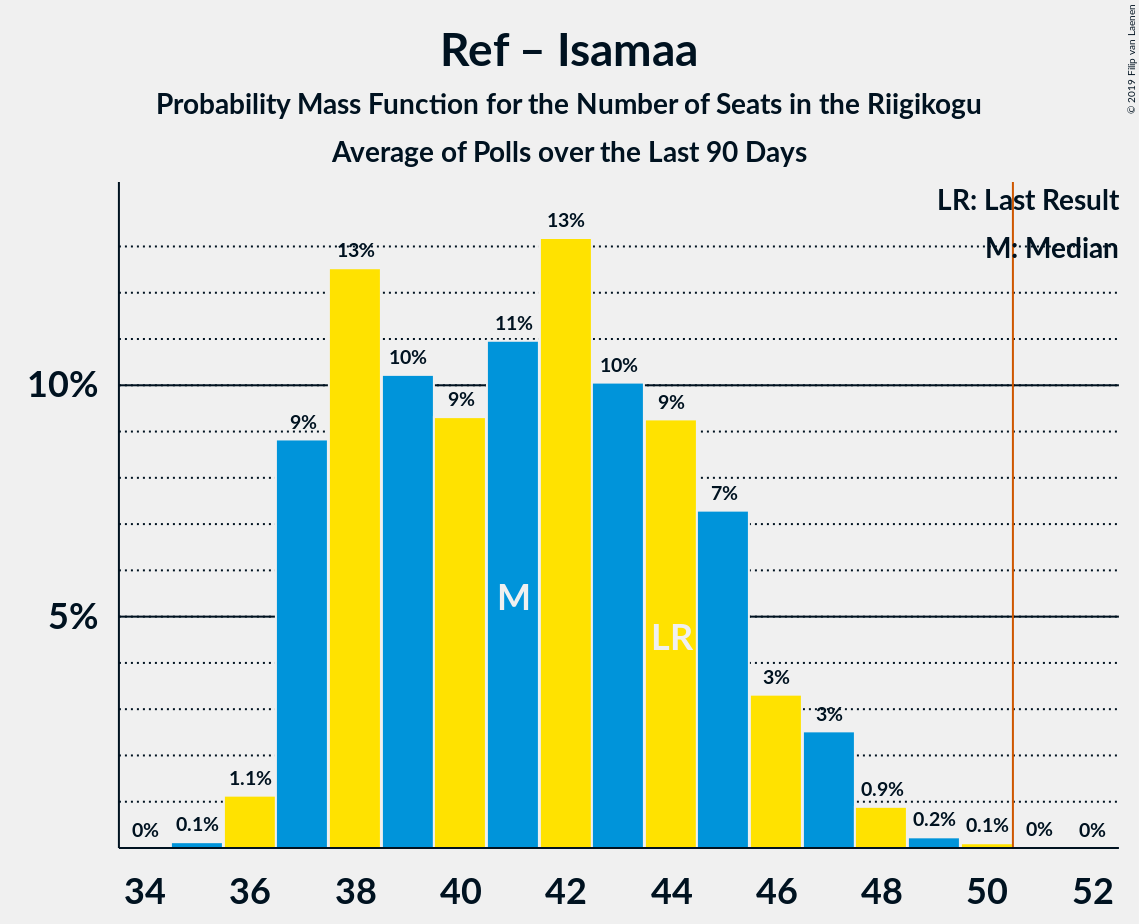 © 2019 Filip van Laenen
Ref – Isamaa
Probability Mass Function for the Number of Seats in the Riigikogu
Average of Polls over the Last 90 Days
LR: Last Result
M: Median
13%
13%
11%
10%
10%
10%
9%
9%
9%
7%
M
5%
LR
3%
3%
1.1%
0.9%
0%
0.1%
0.2%
0.1%
0%
0%
34 36 38 40 42 44 46 48 50 52